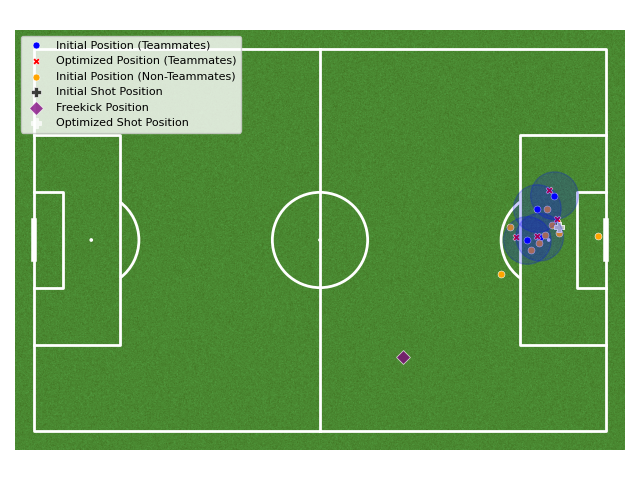 Initial Position (Teammates)
Optimized Position (Teammates)
Initial Position (Non-Teammates)
Initial Shot Position
Freekick Position
Optimized Shot Position